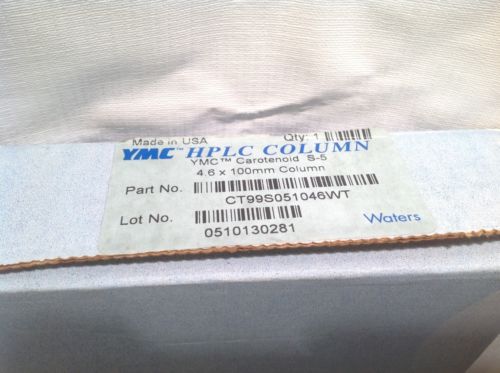 Made in USA Qty: 1
YMC™ HPLC COLUMN
YMC™ Carotenoid S-5
4.6 x 100mm Column
Part No.
CT99S051046WT
Lot No.
0510130281
Waters